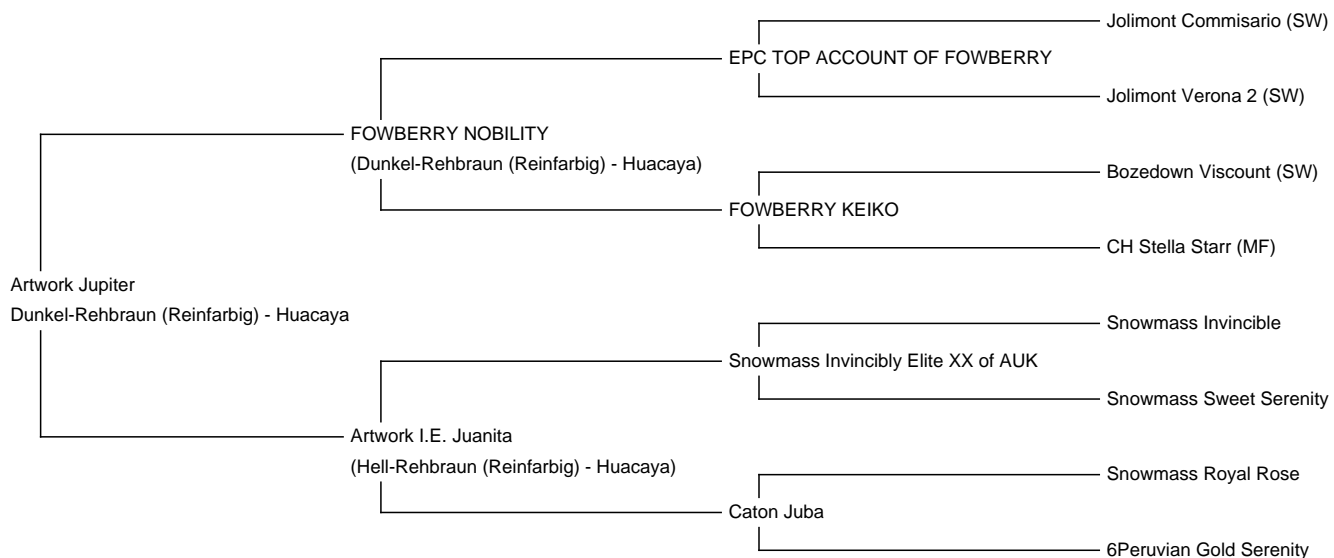 Jolimont Commisario (SW)
EPC TOP ACCOUNT OF FOWBERRY
Jolimont Verona 2 (SW)
FOWBERRY NOBILITY
(Dunkel-Rehbraun (Reinfarbig) - Huacaya)
Bozedown Viscount (SW)
FOWBERRY KEIKO
CH Stella Starr (MF)
Artwork Jupiter
Dunkel-Rehbraun (Reinfarbig) - Huacaya
Snowmass Invincible
Snowmass Invincibly Elite XX of AUK
Snowmass Sweet Serenity
Artwork I.E. Juanita
(Hell-Rehbraun (Reinfarbig) - Huacaya)
Snowmass Royal Rose
Caton Juba
6Peruvian Gold Serenity